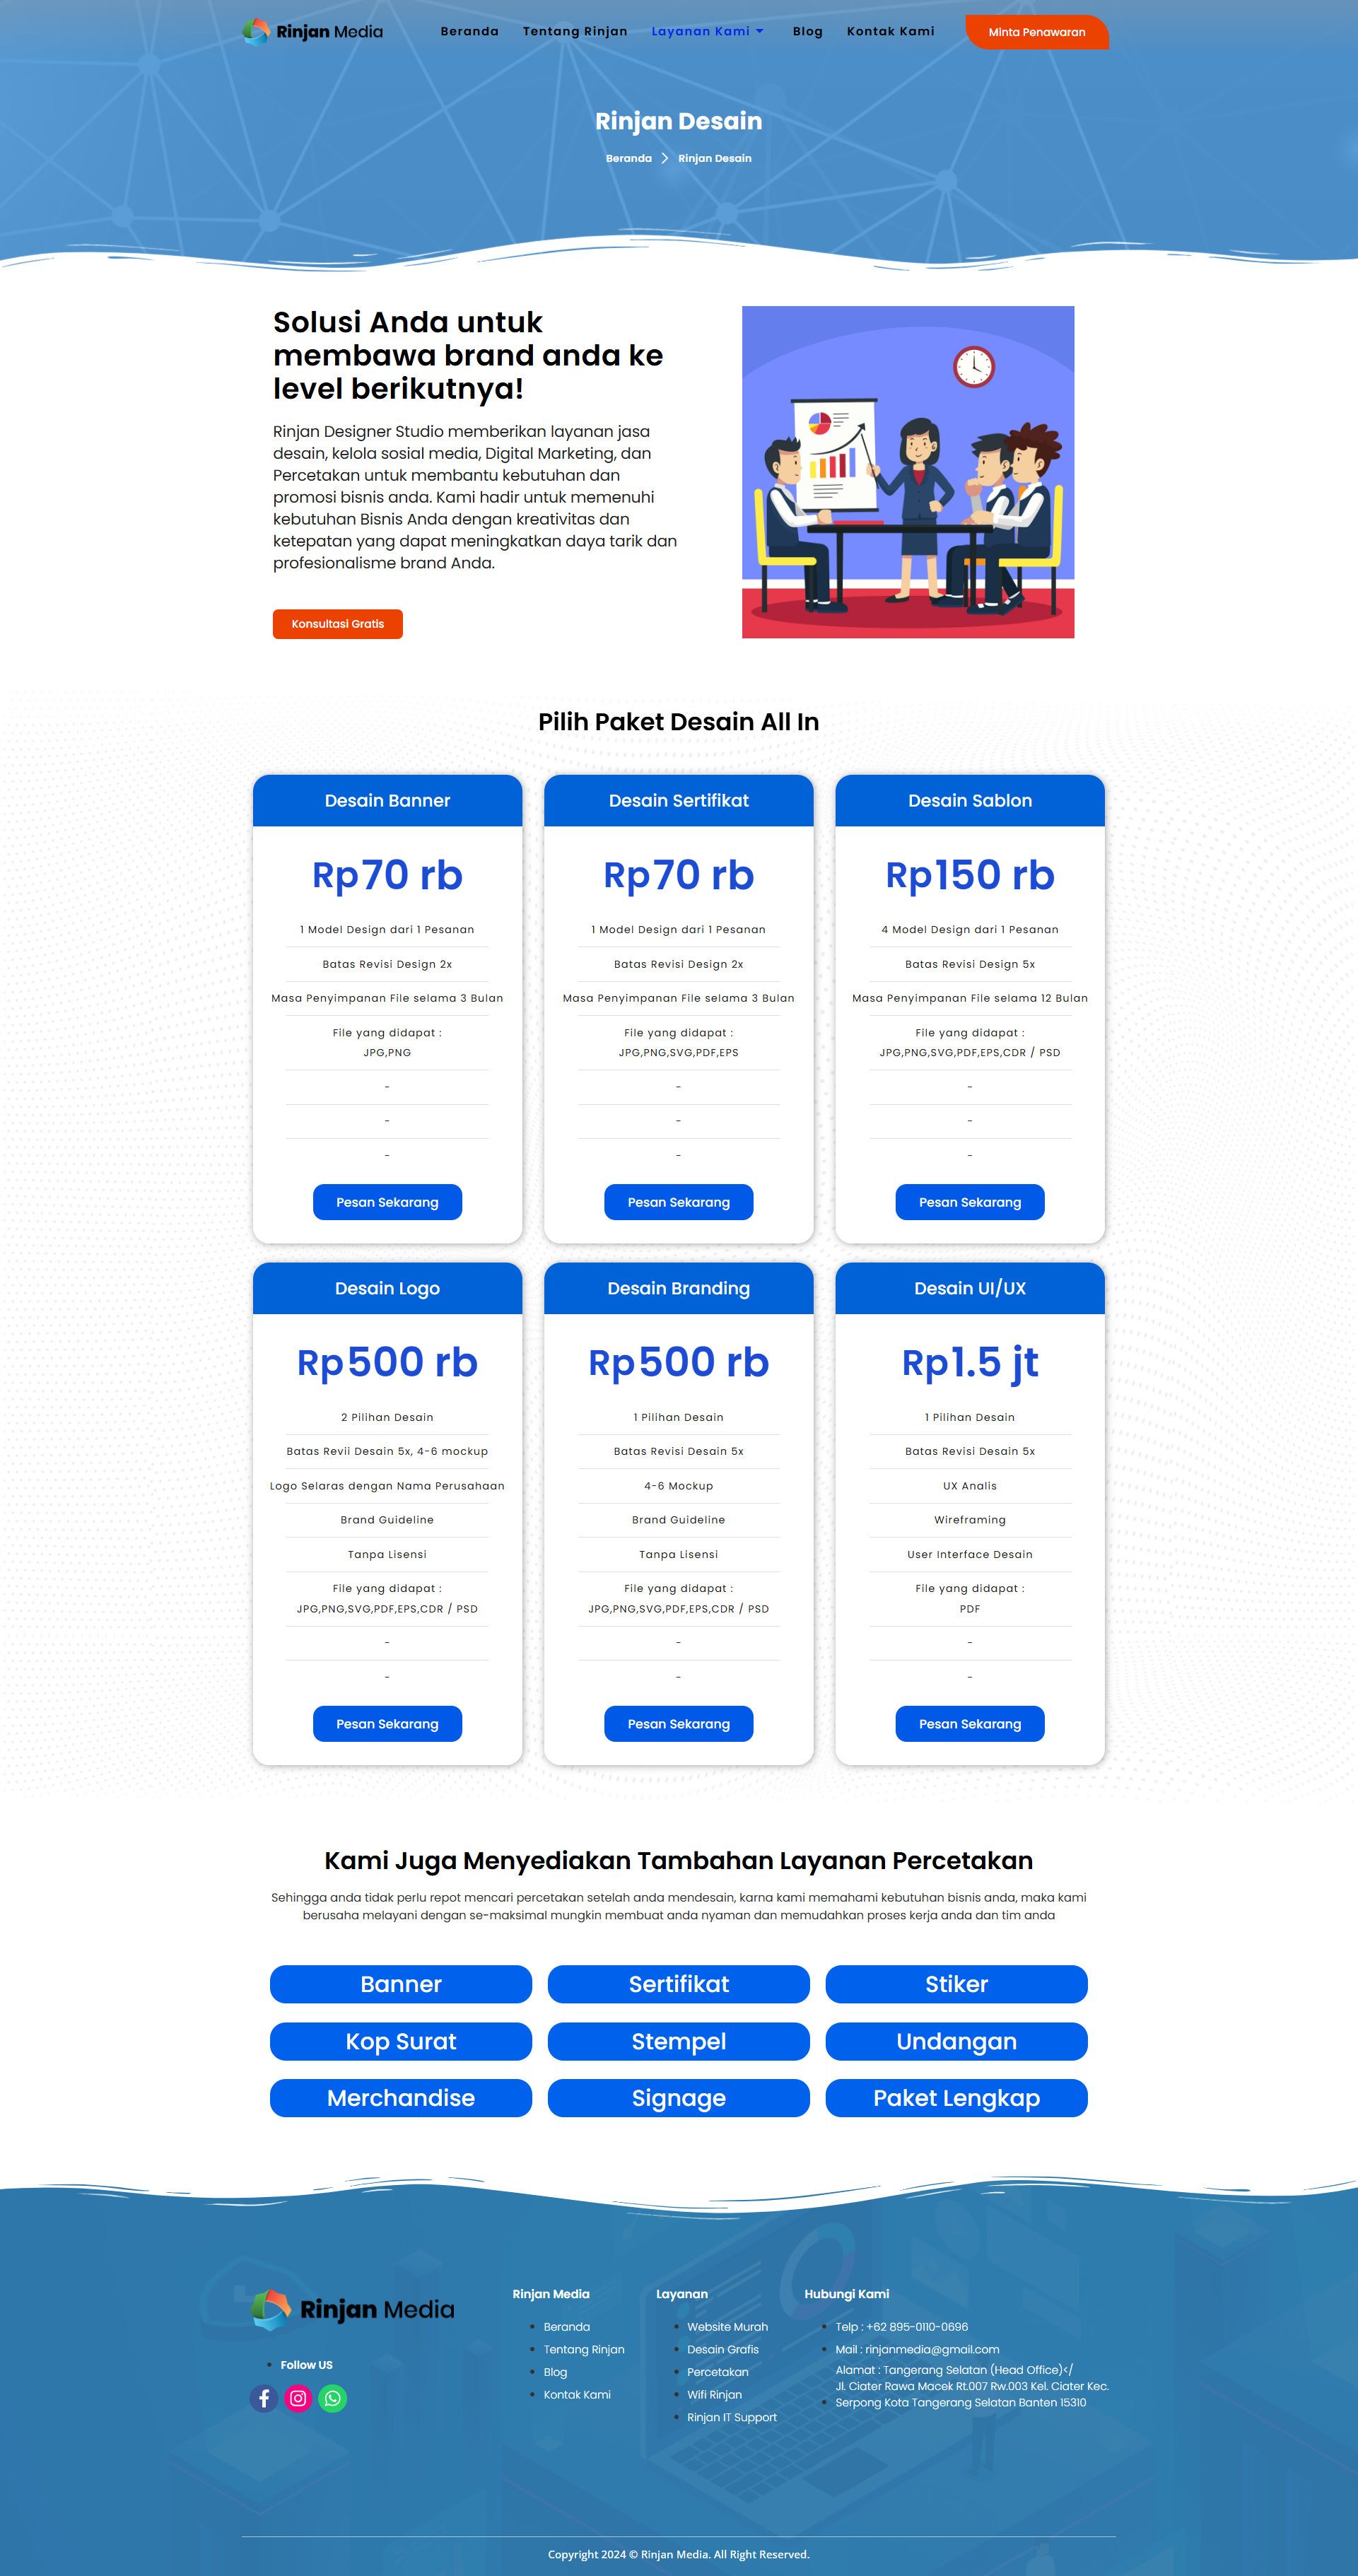 Rinjan Media
Beranda
Tentang Rinjan
Layanan Kami
Blog
Kontak Kami
Minta Penawaran
Rinjan Desain
Beranda
Rinjan Desain
Solusi Anda untuk
membawa brand anda ke
level berikutnya!
Rinjan Designer Studio memberikan layanan jasa
desain, kelola sosial media, Digital Marketing, dan
Percetakan untuk membantu kebutuhan dan
promosi bisnis anda. Kami hadir untuk memenuhi
kebutuhan Bisnis Anda dengan kreativitas dan
ketepatan yang dapat meningkatkan daya tarik dan
profesionalisme brand Anda.
Konsultasi Gratis
Pilih Paket Desain All In
Desain Banner
Rp70 rb
1 Model Design dari 1 Pesanan
Batas Revisi Design 2x
Masa Penyimpanan File selama 3 Bulan
File yang didapat :
JPG,PNG
-
-
-
Pesan Sekarang
Desain Sertifikat
Rp70 rb
1 Model Design dari 1 Pesanan
Batas Revisi Design 2x
Masa Penyimpanan File selama 3 Bulan
File yang didapat :
JPG,PNG,SVG,PDF,EPS
-
-
-
Pesan Sekarang
Desain Sablon
Rp150 rb
4 Model Design dari 1 Pesanan
Batas Revisi Design 5x
Masa Penyimpanan File selama 12 Bulan
File yang didapat :
JPG,PNG,SVG,PDF,EPS,CDR / PSD
-
-
-
Pesan Sekarang
Desain Logo
Rp500 rb
2 Pilihan Desain
Batas Revii Desain 5x, 4-6 mockup
Logo Selaras dengan Nama Perusahaan
Brand Guideline
Tanpa Lisensi
File yang didapat :
JPG,PNG,SVG,PDF,EPS,CDR / PSD
-
-
Pesan Sekarang
Desain Branding
Rp500 rb
1 Pilihan Desain
Batas Revisi Desain 5x
4-6 Mockup
Brand Guideline
Tanpa Lisensi
File yang didapat :
JPG,PNG,SVG,PDF,EPS,CDR / PSD
-
-
Pesan Sekarang
Desain UI/UX
Rp1.5 jt
1 Pilihan Desain
Batas Revisi Desain 5x
UX Analis
Wireframing
User Interface Desain
File yang didapat :
PDF
-
-
Pesan Sekarang
Kami Juga Menyediakan Tambahan Layanan Percetakan
Sehingga anda tidak perlu repot mencari percetakan setelah anda mendesain, karna kami memahami kebutuhan bisnis anda, maka kami
berusaha melayani dengan se-maksimal mungkin membuat anda nyaman dan memudahkan proses kerja anda dan tim anda
Banner
Sertifikat
Stiker
Kop Surat
Stempel
Undangan
Merchandise
Signage
Paket Lengkap
Rinjan Media
Follow US
Rinjan Media
Beranda
Tentang Rinjan
Blog
Kontak Kami
Layanan
Website Murah
Desain Grafis
Percetakan
Wifi Rinjan
Rinjan IT Support
Hubungi Kami
Telp : +62 895-0110-0696
Mail : rinjanmedia@gmail.com
Alamat : Tangerang Selatan (Head Office)</
Jl. Ciater Rawa Macek Rt.007 Rw.003 Kel. Ciater Kec.
Serpong Kota Tangerang Selatan Banten 15310
Copyright 2024 © Rinjan Media. All Right Reserved.